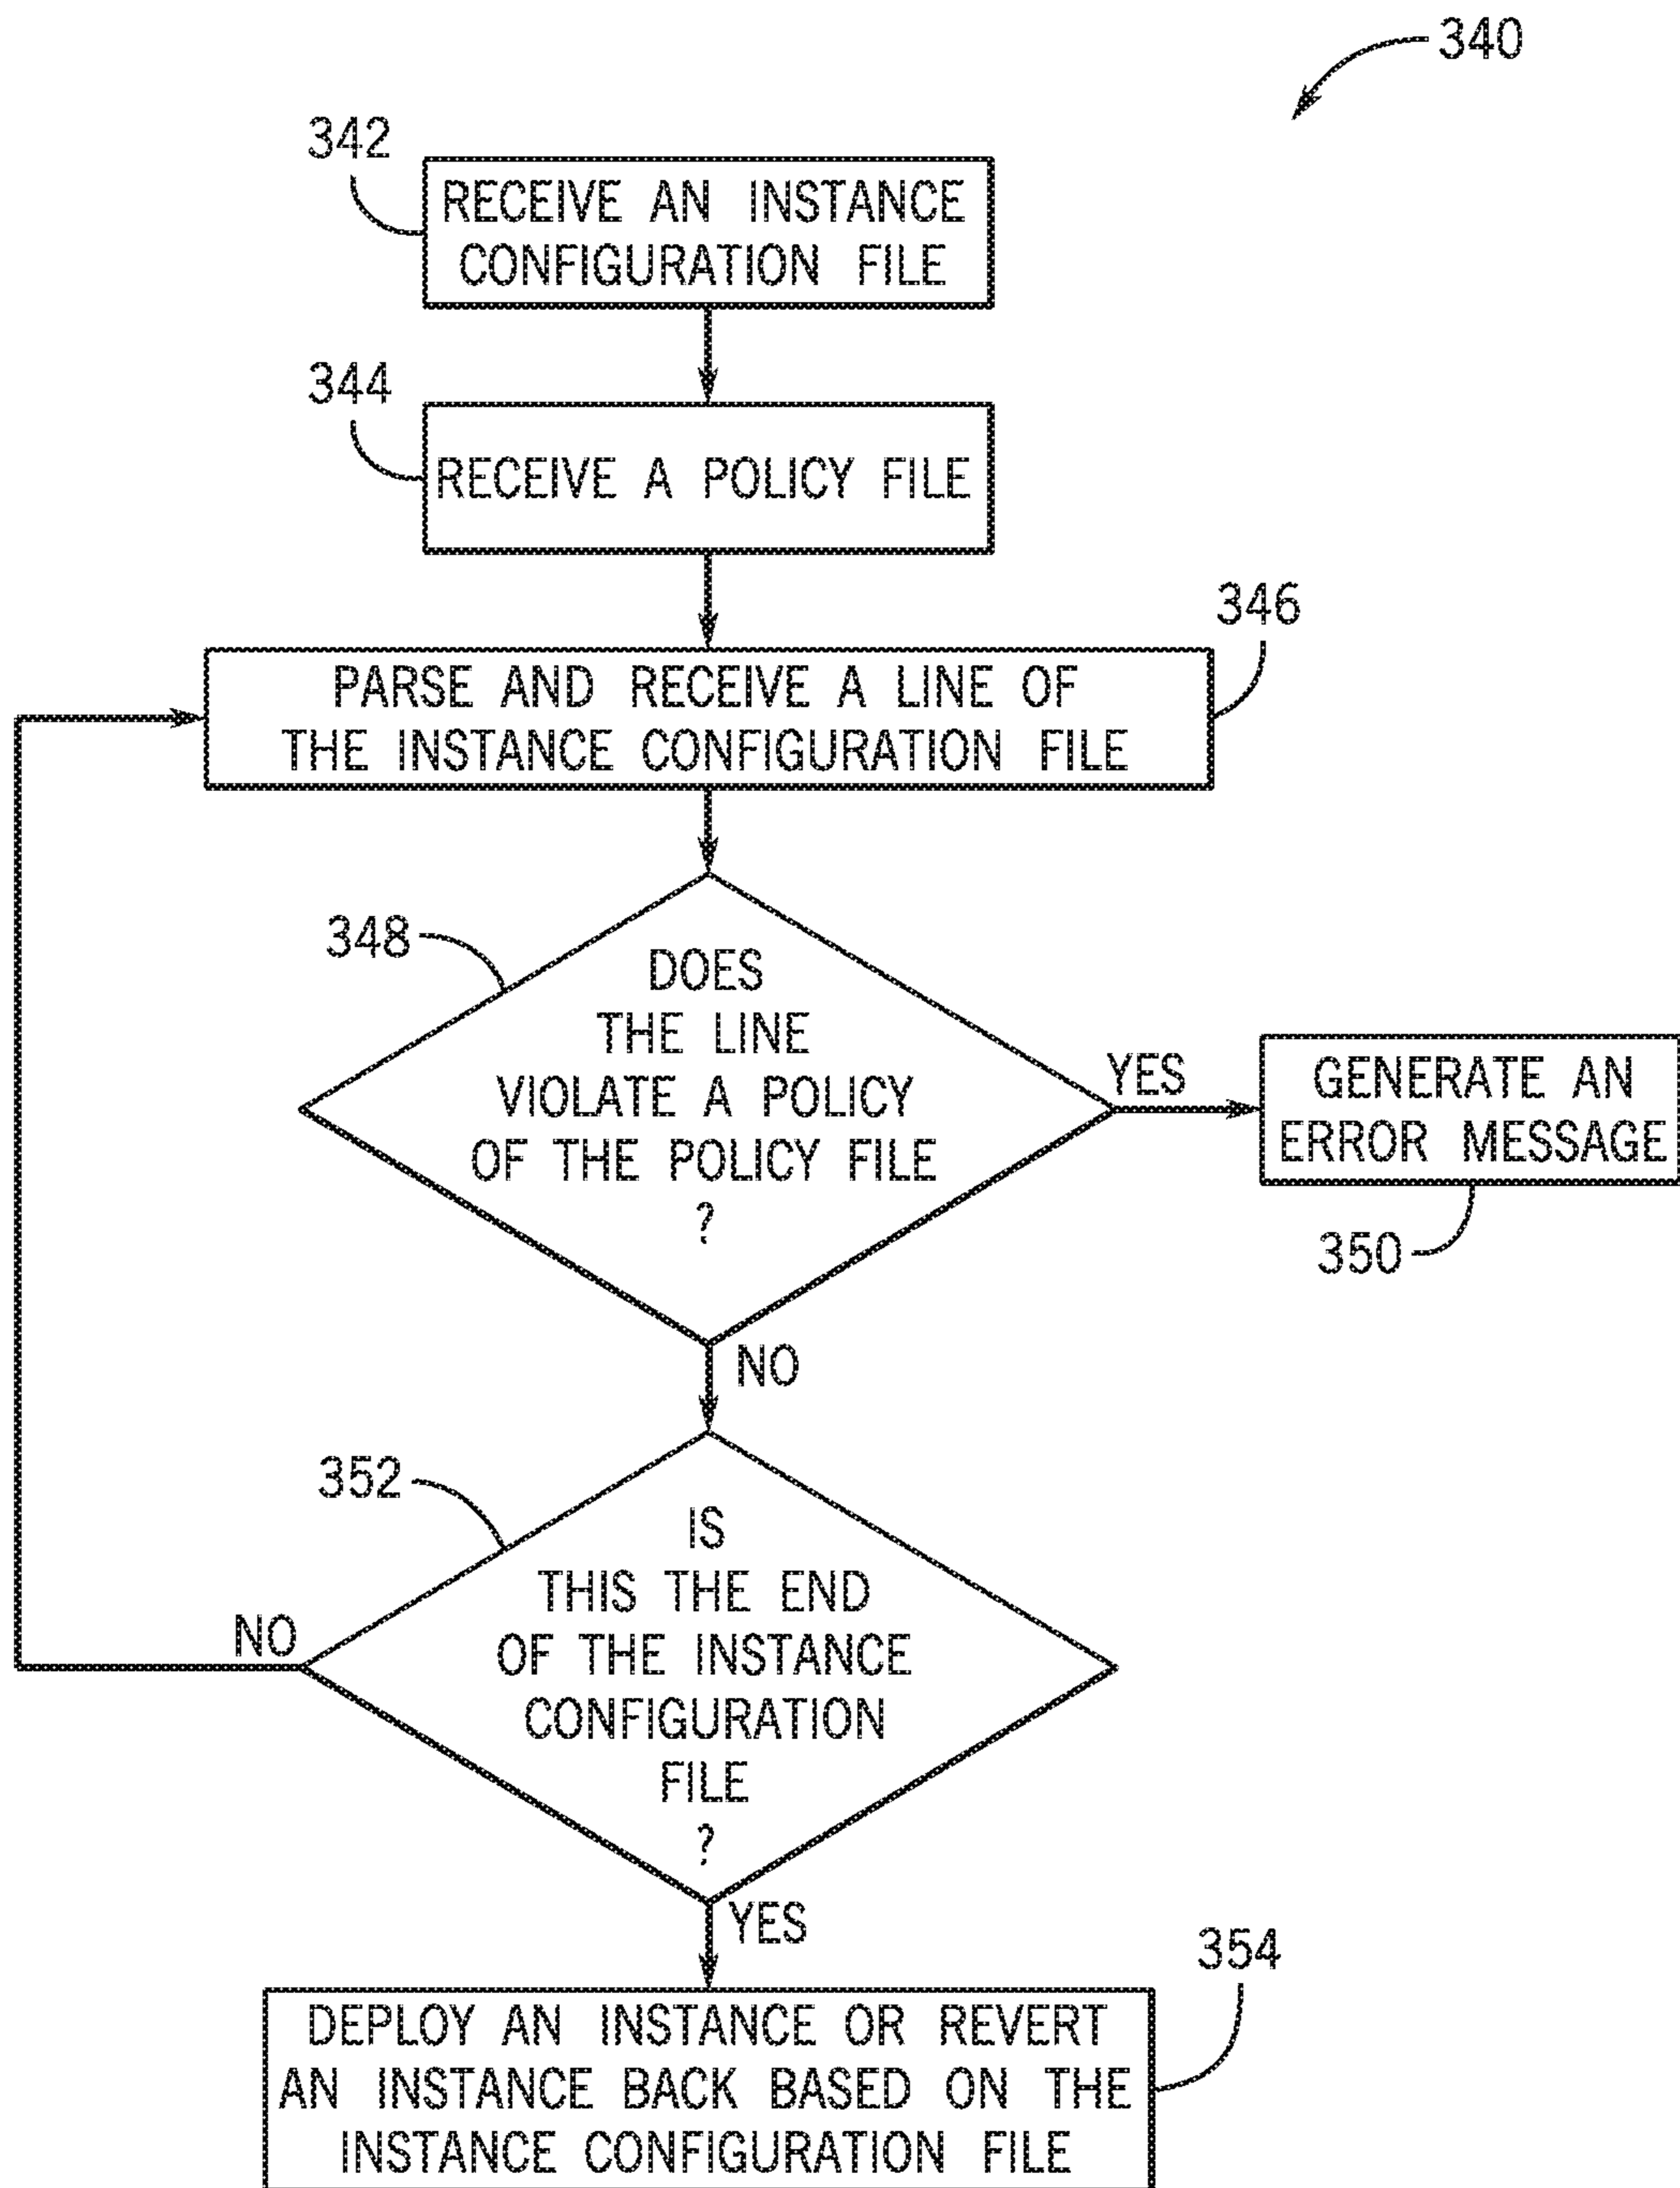 340
342
RECEIVE AN INSTANCE
CONFIGURATION FILE
344
RECEIVE A POLICY FILE
346
PARSE AND RECEIVE A LINE OF
THE INSTANCE CONFIGURATION FILE
348
DOES
THE LINE
VIOLATE A POLICY
OF THE POLICY FILE
?
YES
GENERATE AN
ERROR MESSAGE
350
NO
352
IS
THIS THE END
OF THE INSTANCE
CONFIGURATION
FILE
?
NO
YES
354
DEPLOY AN INSTANCE OR REVERT
AN INSTANCE BACK BASED ON THE
INSTANCE CONFIGURATION FILE